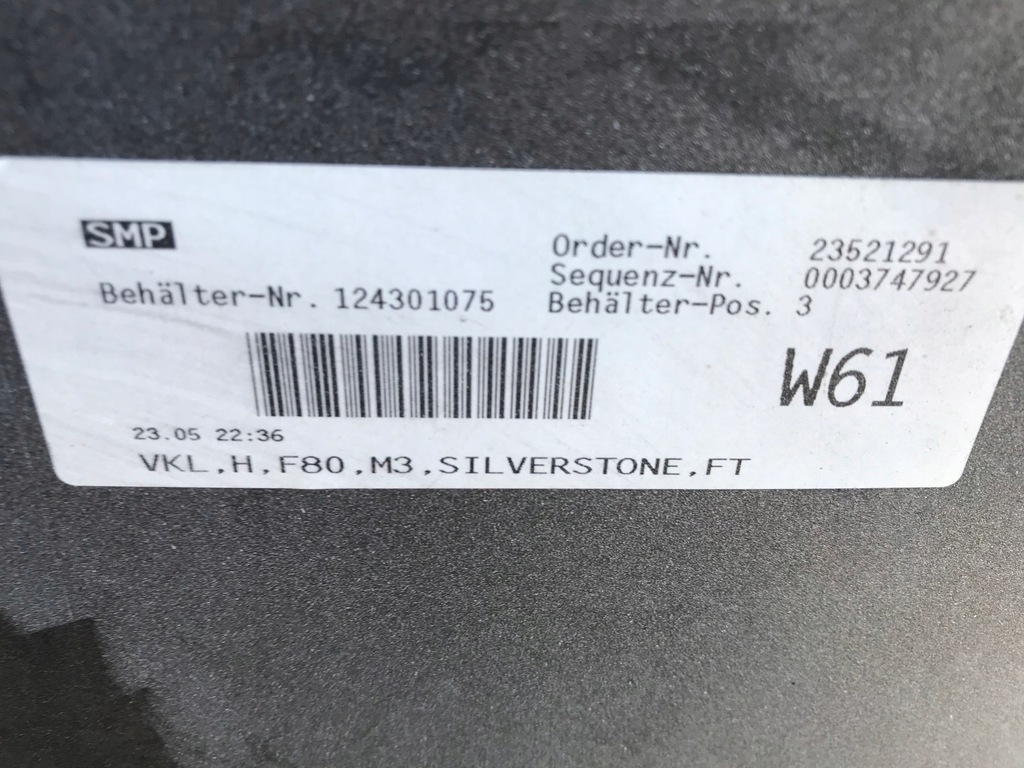 SMP
Order-Nr. 23521291
Sequenz-Nr. 0003747927
Behälter-Nr. 124301075 Behälter-Pos. 3
W61
23.05 22:36
VKL,H,F80,M3,SILVERSTONE,FT